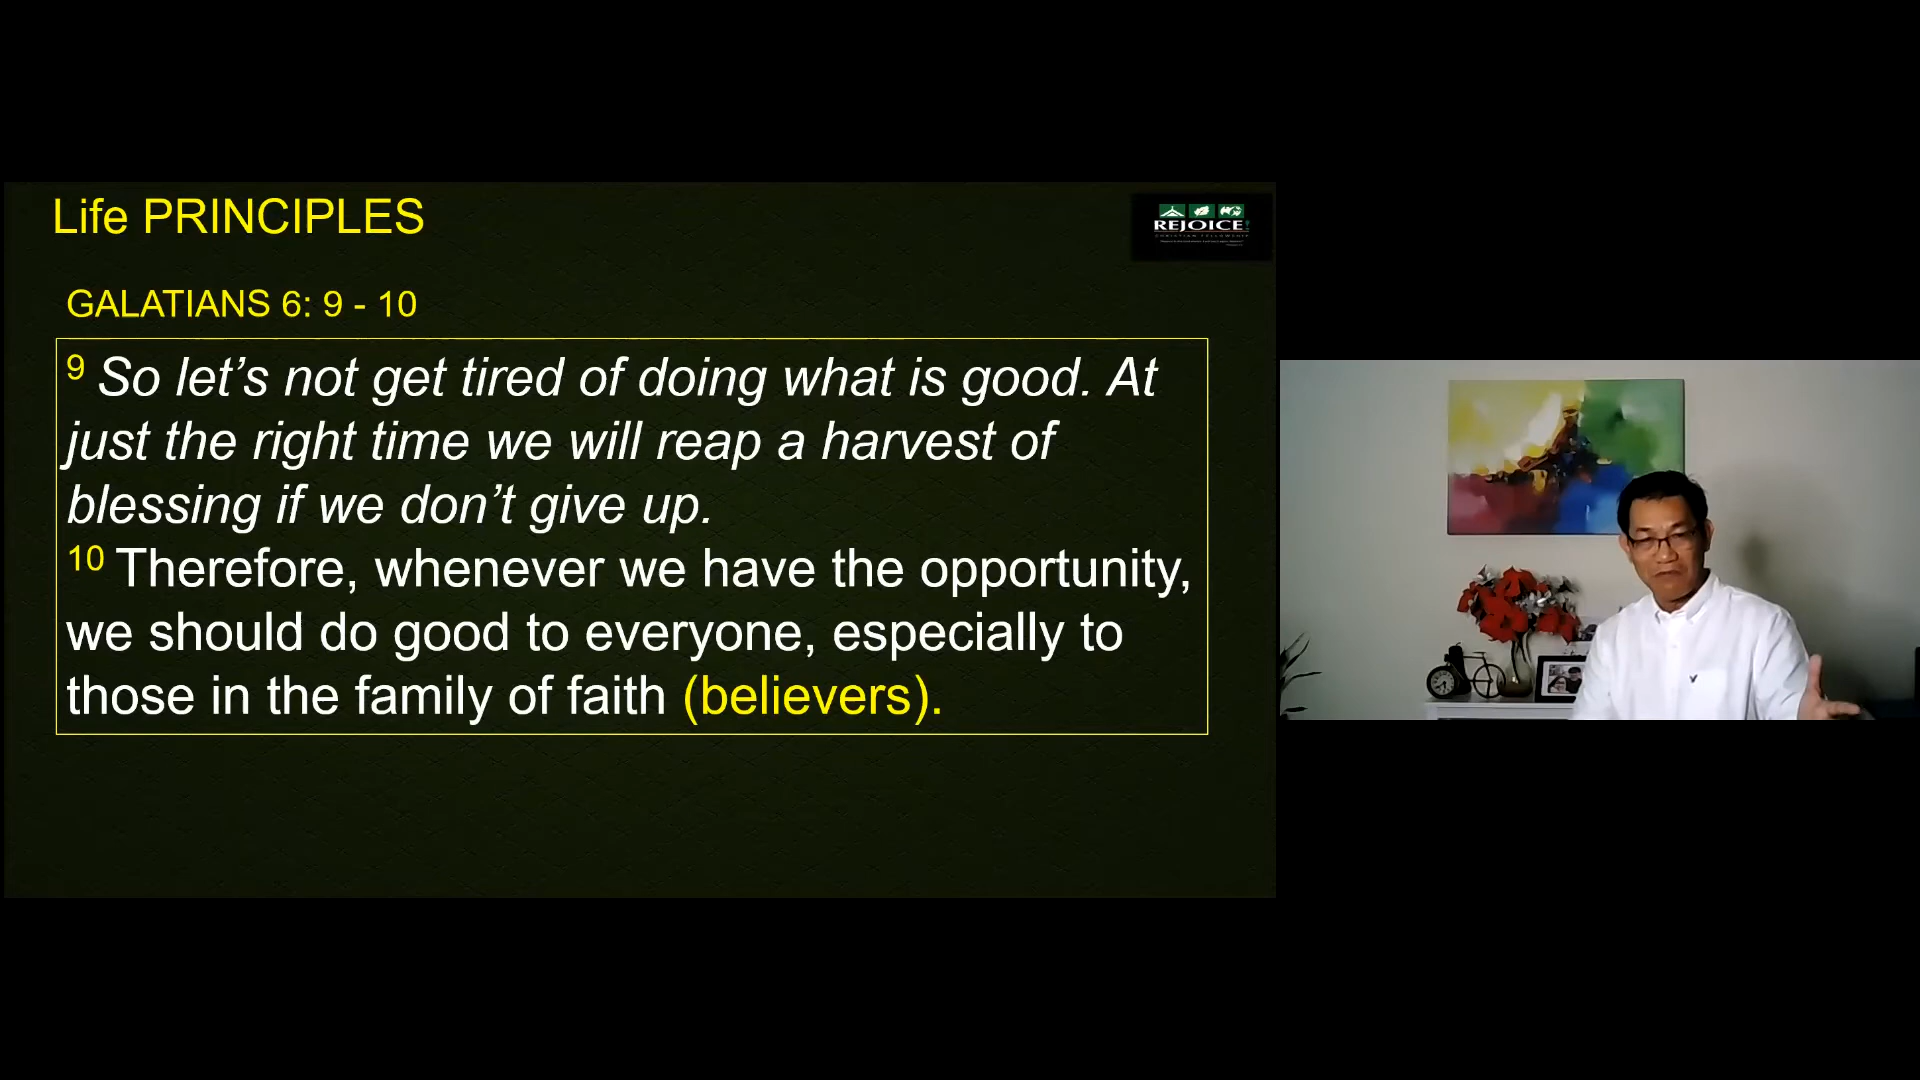 Life PRINCIPLES
REJOICE
CHRISTIAN FELLOWSHIP
GALATIANS 6: 9 - 10
9 So let’s not get tired of doing what is good. At
just the right time we will reap a harvest of
blessing if we don’t give up.
10 Therefore, whenever we have the opportunity,
we should do good to everyone, especially to
those in the family of faith (believers).